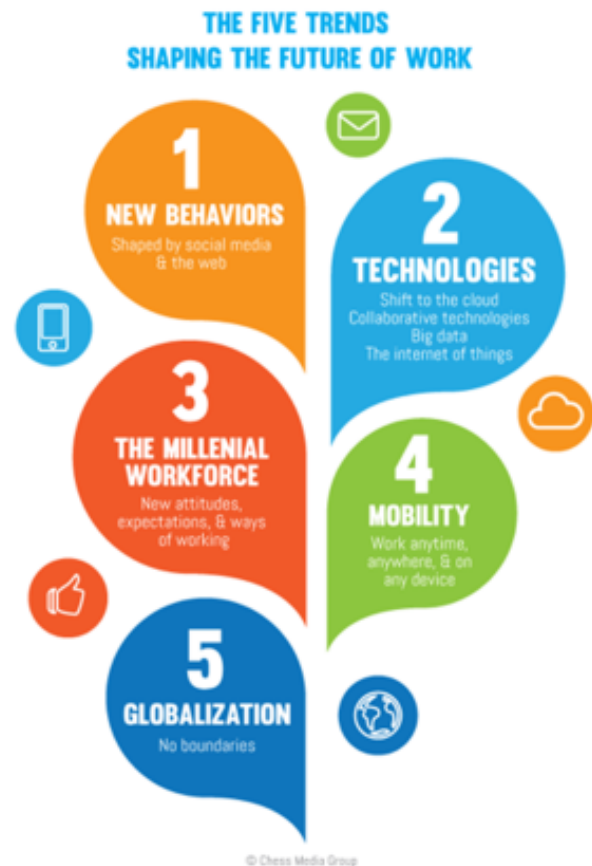 THE FIVE TRENDS
SHAPING THE FUTURE OF WORK
1
NEW BEHAVIORS
Shaped by social media
& the web
2
TECHNOLOGIES
Shift to the cloud
Collaborative technologies
Big data
The internet of things
3
THE MILLENIAL
WORKFORCE
New attitudes,
expectations, & ways
of working
4
MOBILITY
Work anytime,
anywhere, & on
any device
5
GLOBALIZATION
No boundaries
© Chess Media Group